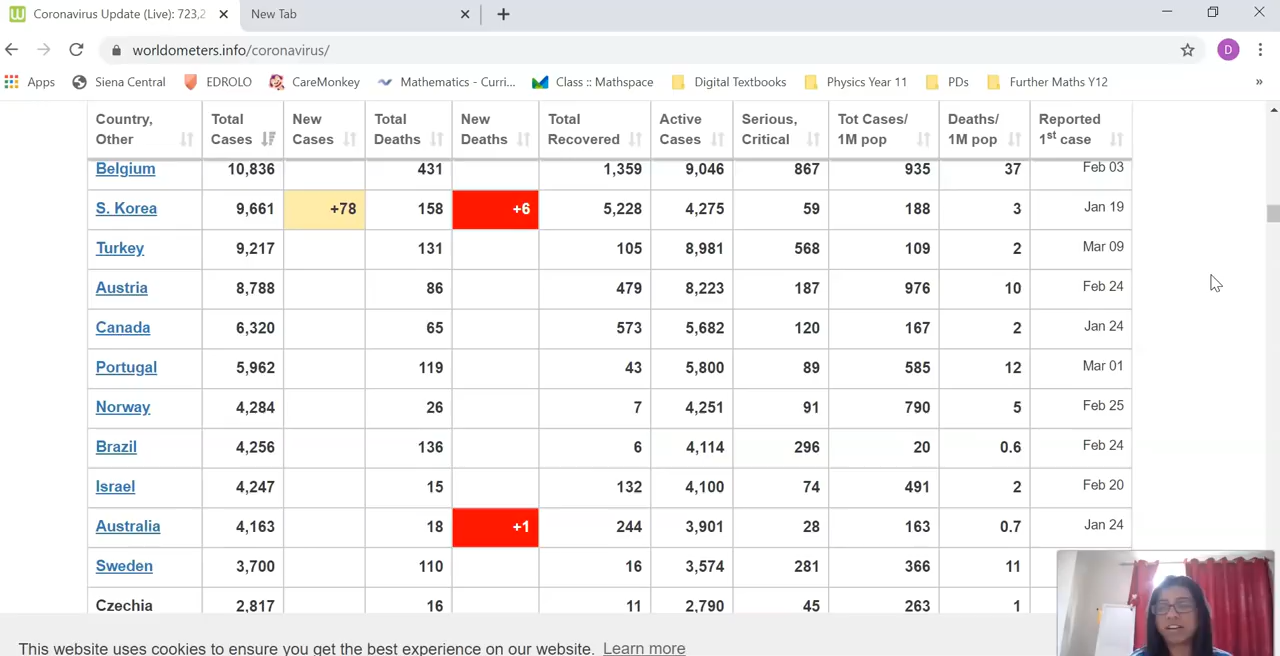 Coronavirus Update (Live): 723,2
New Tab
worldometers.info/coronavirus/
Apps Siena Central EDROLO CareMonkey Mathematics - Curri... Class :: Mathspace Digital Textbooks Physics Year 11 PDs Further Maths Y12 »
Country, Other Total Cases New Cases Total Deaths New Deaths Total Recovered Active Cases Serious, Critical Tot Cases/ 1M pop Deaths/ 1M pop Reported 1st case
Belgium 10,836 431 1,359 9,046 867 935 37 Feb 03
S. Korea 9,661 +78 158 +6 5,228 4,275 59 188 3 Jan 19
Turkey 9,217 131 105 8,981 568 109 2 Mar 09
Austria 8,788 86 479 8,223 187 976 10 Feb 24
Canada 6,320 65 573 5,682 120 167 2 Jan 24
Portugal 5,962 119 43 5,800 89 585 12 Mar 01
Norway 4,284 26 7 4,251 91 790 5 Feb 25
Brazil 4,256 136 6 4,114 296 20 0.6 Feb 24
Israel 4,247 15 132 4,100 74 491 2 Feb 20
Australia 4,163 18 +1 244 3,901 28 163 0.7 Jan 24
Sweden 3,700 110 16 3,574 281 366 11
Czechia 2,817 16 11 2,790 45 263 1
This website uses cookies to ensure you get the best experience on our website. Learn more
D